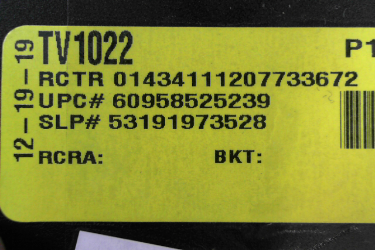 12-19-19
TV1022
P1
RCTR 01434111207733672
UPC# 60958525239
SLP# 53191973528
RCRA: BKT: